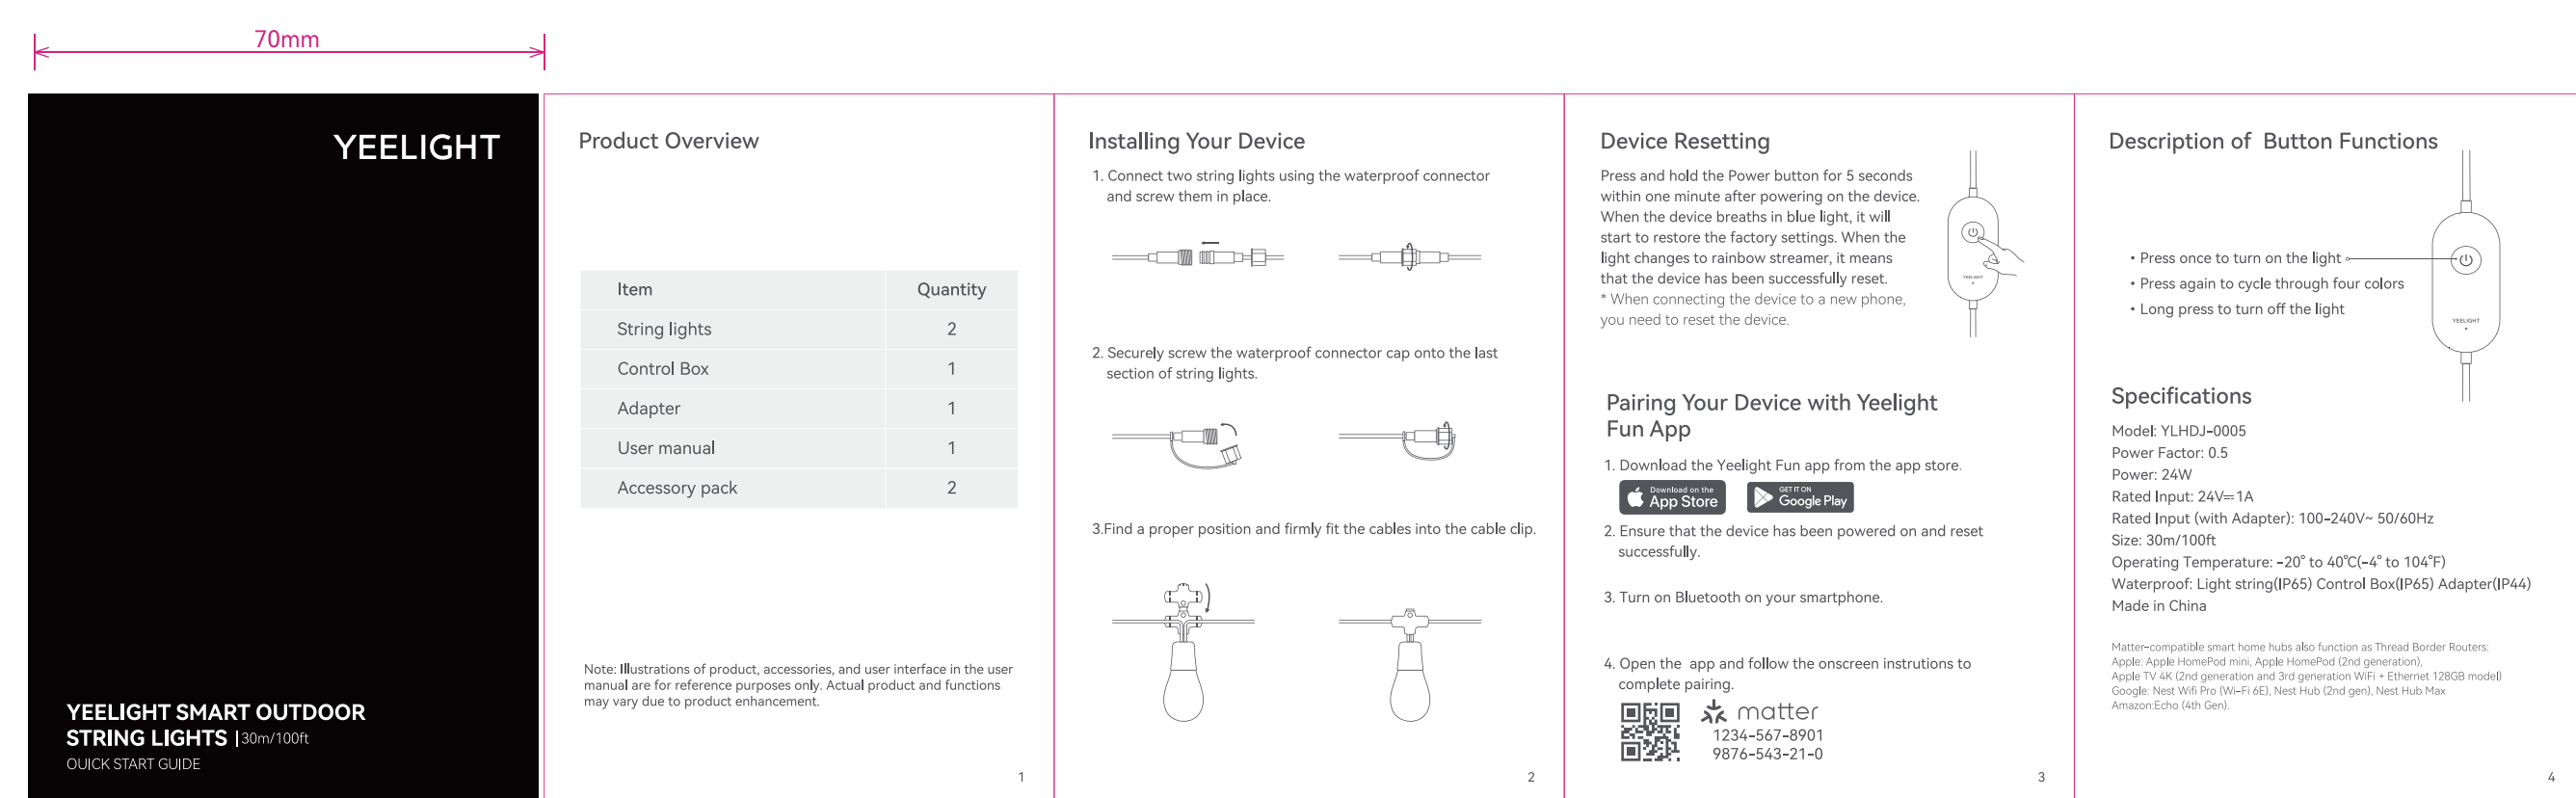 70mm
YEELIGHT
YEELIGHT SMART OUTDOOR
STRING LIGHTS | 30m/100ft
QUICK START GUIDE
Product Overview
Item Quantity
String lights 2
Control Box 1
Adapter 1
User manual 1
Accessory pack 2
Note: Illustrations of product, accessories, and user interface in the user
manual are for reference purposes only. Actual product and functions
may vary due to product enhancement.
1
Installing Your Device
1. Connect two string lights using the waterproof connector
and screw them in place.
2. Securely screw the waterproof connector cap onto the last
section of string lights.
3.Find a proper position and firmly fit the cables into the cable clip.
2
Device Resetting
Press and hold the Power button for 5 seconds
within one minute after powering on the device.
When the device breaths in blue light, it will
start to restore the factory settings. When the
light changes to rainbow streamer, it means
that the device has been successfully reset.
* When connecting the device to a new phone,
you need to reset the device.
YEELIGHT
Pairing Your Device with Yeelight
Fun App
1. Download the Yeelight Fun app from the app store.
Download on the
App Store
GET IT ON
Google Play
2. Ensure that the device has been powered on and reset
successfully.
3. Turn on Bluetooth on your smartphone.
4. Open the app and follow the onscreen instrutions to
complete pairing.
matter
1234-567-8901
9876-543-21-0
3
Description of Button Functions
• Press once to turn on the light
• Press again to cycle through four colors
• Long press to turn off the light
YEELIGHT
Specifications
Model: YLHDJ-0005
Power Factor: 0.5
Power: 24W
Rated Input: 24V⎓1A
Rated Input (with Adapter): 100-240V~ 50/60Hz
Size: 30m/100ft
Operating Temperature: -20° to 40℃(-4° to 104℉)
Waterproof: Light string(IP65) Control Box(IP65) Adapter(IP44)
Made in China
Matter-compatible smart home hubs also function as Thread Border Routers:
Apple: Apple HomePod mini, Apple HomePod (2nd generation),
Apple TV 4K (2nd generation and 3rd generation WiFi + Ethernet 128GB model)
Google: Nest Wifi Pro (Wi-Fi 6E), Nest Hub (2nd gen), Nest Hub Max
Amazon:Echo (4th Gen).
4